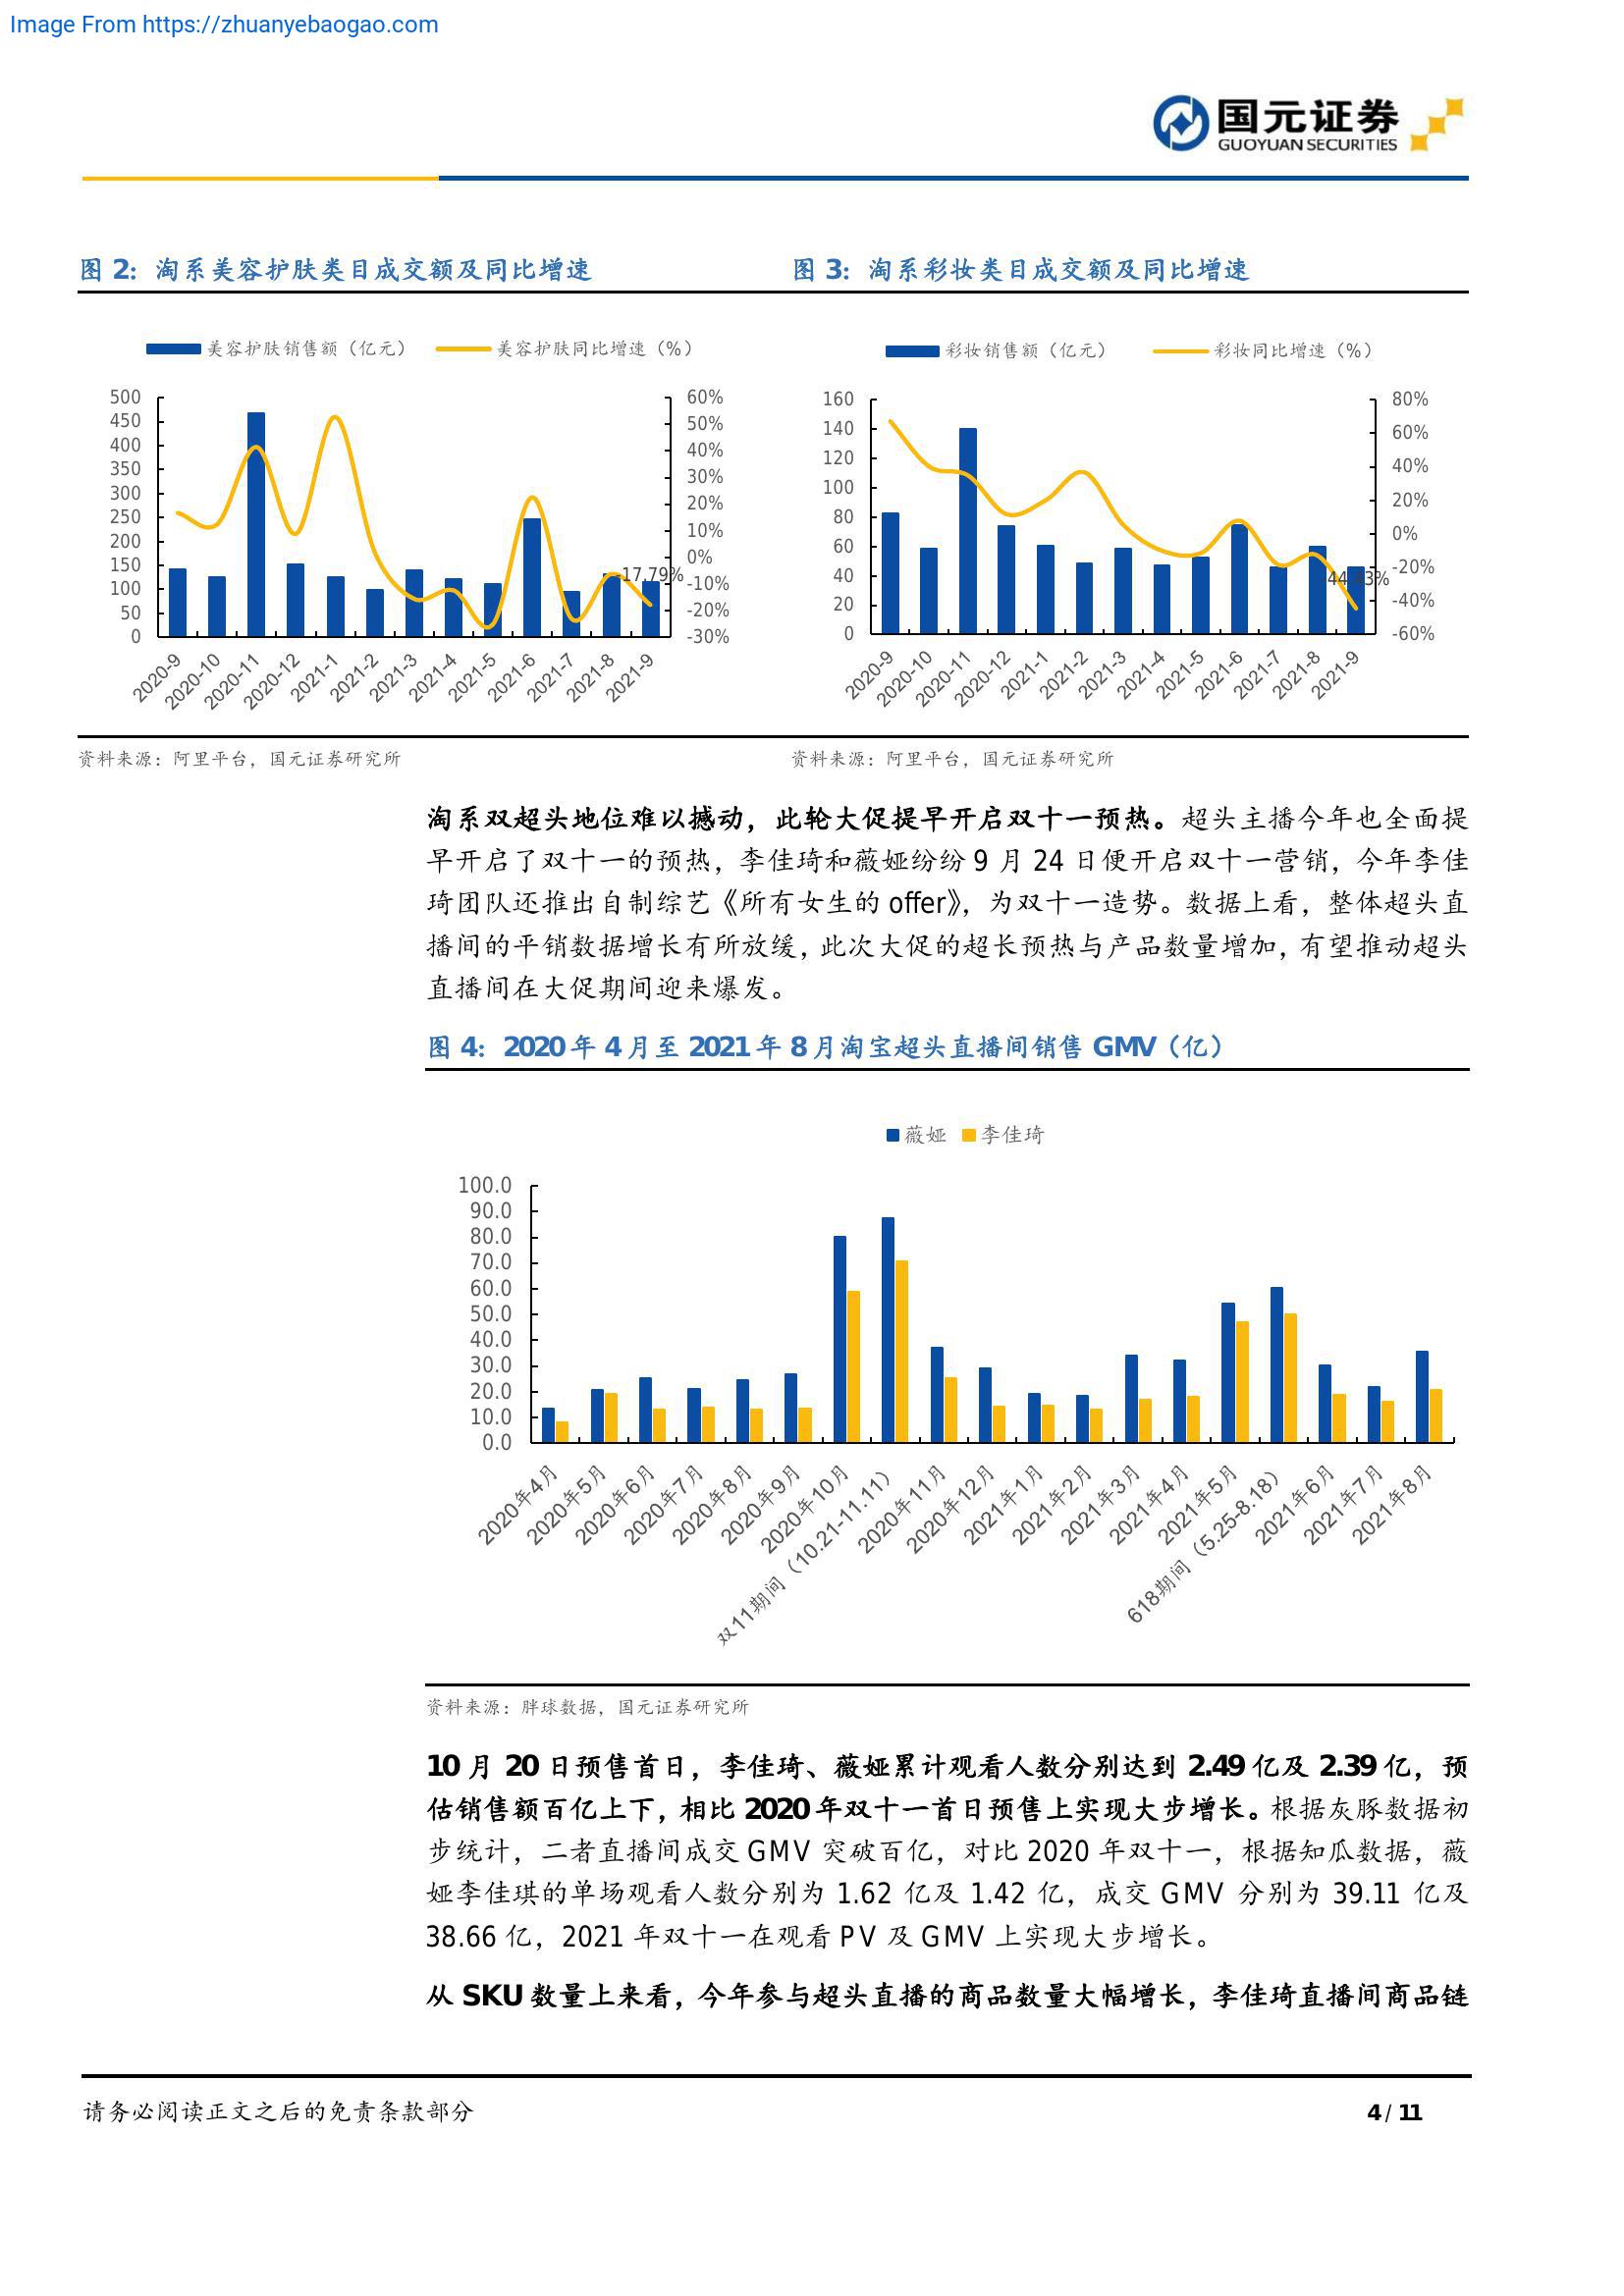 Image From https://zhuanyebaogao.com
国元证券
GUOYUAN SECURITIES
图 2：淘系美容护肤类目成交额及同比增速
图 3：淘系彩妆类目成交额及同比增速
美容护肤销售额（亿元）
美容护肤同比增速（%）
500
450
400
350
300
250
200
150
100
50
0
60%
50%
40%
30%
20%
10%
0%
-10%
-20%
-30%
-17.79%
2020-9
2020-10
2020-11
2020-12
2021-1
2021-2
2021-3
2021-4
2021-5
2021-6
2021-7
2021-8
2021-9
彩妆销售额（亿元）
彩妆同比增速（%）
160
140
120
100
80
60
40
20
0
80%
60%
40%
20%
0%
-20%
-40%
-60%
2020-9
2020-10
2020-11
2020-12
2021-1
2021-2
2021-3
2021-4
2021-5
2021-6
2021-7
2021-8
2021-9
资料来源：阿里平台，国元证券研究所
资料来源：阿里平台，国元证券研究所
淘系双超头地位难以撼动，此轮大促提早开启双十一预热。超头主播今年也全面提
早开启了双十一的预热，李佳琦和薇娅纷纷 9 月 24 日便开启双十一营销，今年李佳
琦团队还推出自制综艺《所有女生的 offer》，为双十一造势。数据上看，整体超头直
播间的平销数据增长有所放缓，此次大促的超长预热与产品数量增加，有望推动超头
直播间在大促期间迎来爆发。
图 4：2020 年 4 月至 2021 年 8 月淘宝超头直播间销售 GMV（亿）
薇娅 李佳琦
100.0
90.0
80.0
70.0
60.0
50.0
40.0
30.0
20.0
10.0
0.0
2020年4月
2020年5月
2020年6月
2020年7月
2020年8月
2020年9月
2020年10月
双11期间（10.21-11.11）
2020年11月
2020年12月
2021年1月
2021年2月
2021年3月
2021年4月
2021年5月
618期间（5.25-8.18）
2021年6月
2021年7月
2021年8月
资料来源：胖球数据，国元证券研究所
10 月 20 日预售首日，李佳琦、薇娅累计观看人数分别达到 2.49 亿及 2.39 亿，预
估销售额百亿上下，相比 2020 年双十一首日预售上实现大步增长。根据灰豚数据初
步统计，二者直播间成交 GMV 突破百亿，对比 2020 年双十一，根据知瓜数据，薇
娅李佳琪的单场观看人数分别为 1.62 亿及 1.42 亿，成交 GMV 分别为 39.11 亿及
38.66 亿，2021 年双十一在观看 PV 及 GMV 上实现大步增长。
从 SKU 数量上来看，今年参与超头直播的商品数量大幅增长，李佳琦直播间商品链
请务必阅读正文之后的免责条款部分
4 / 11